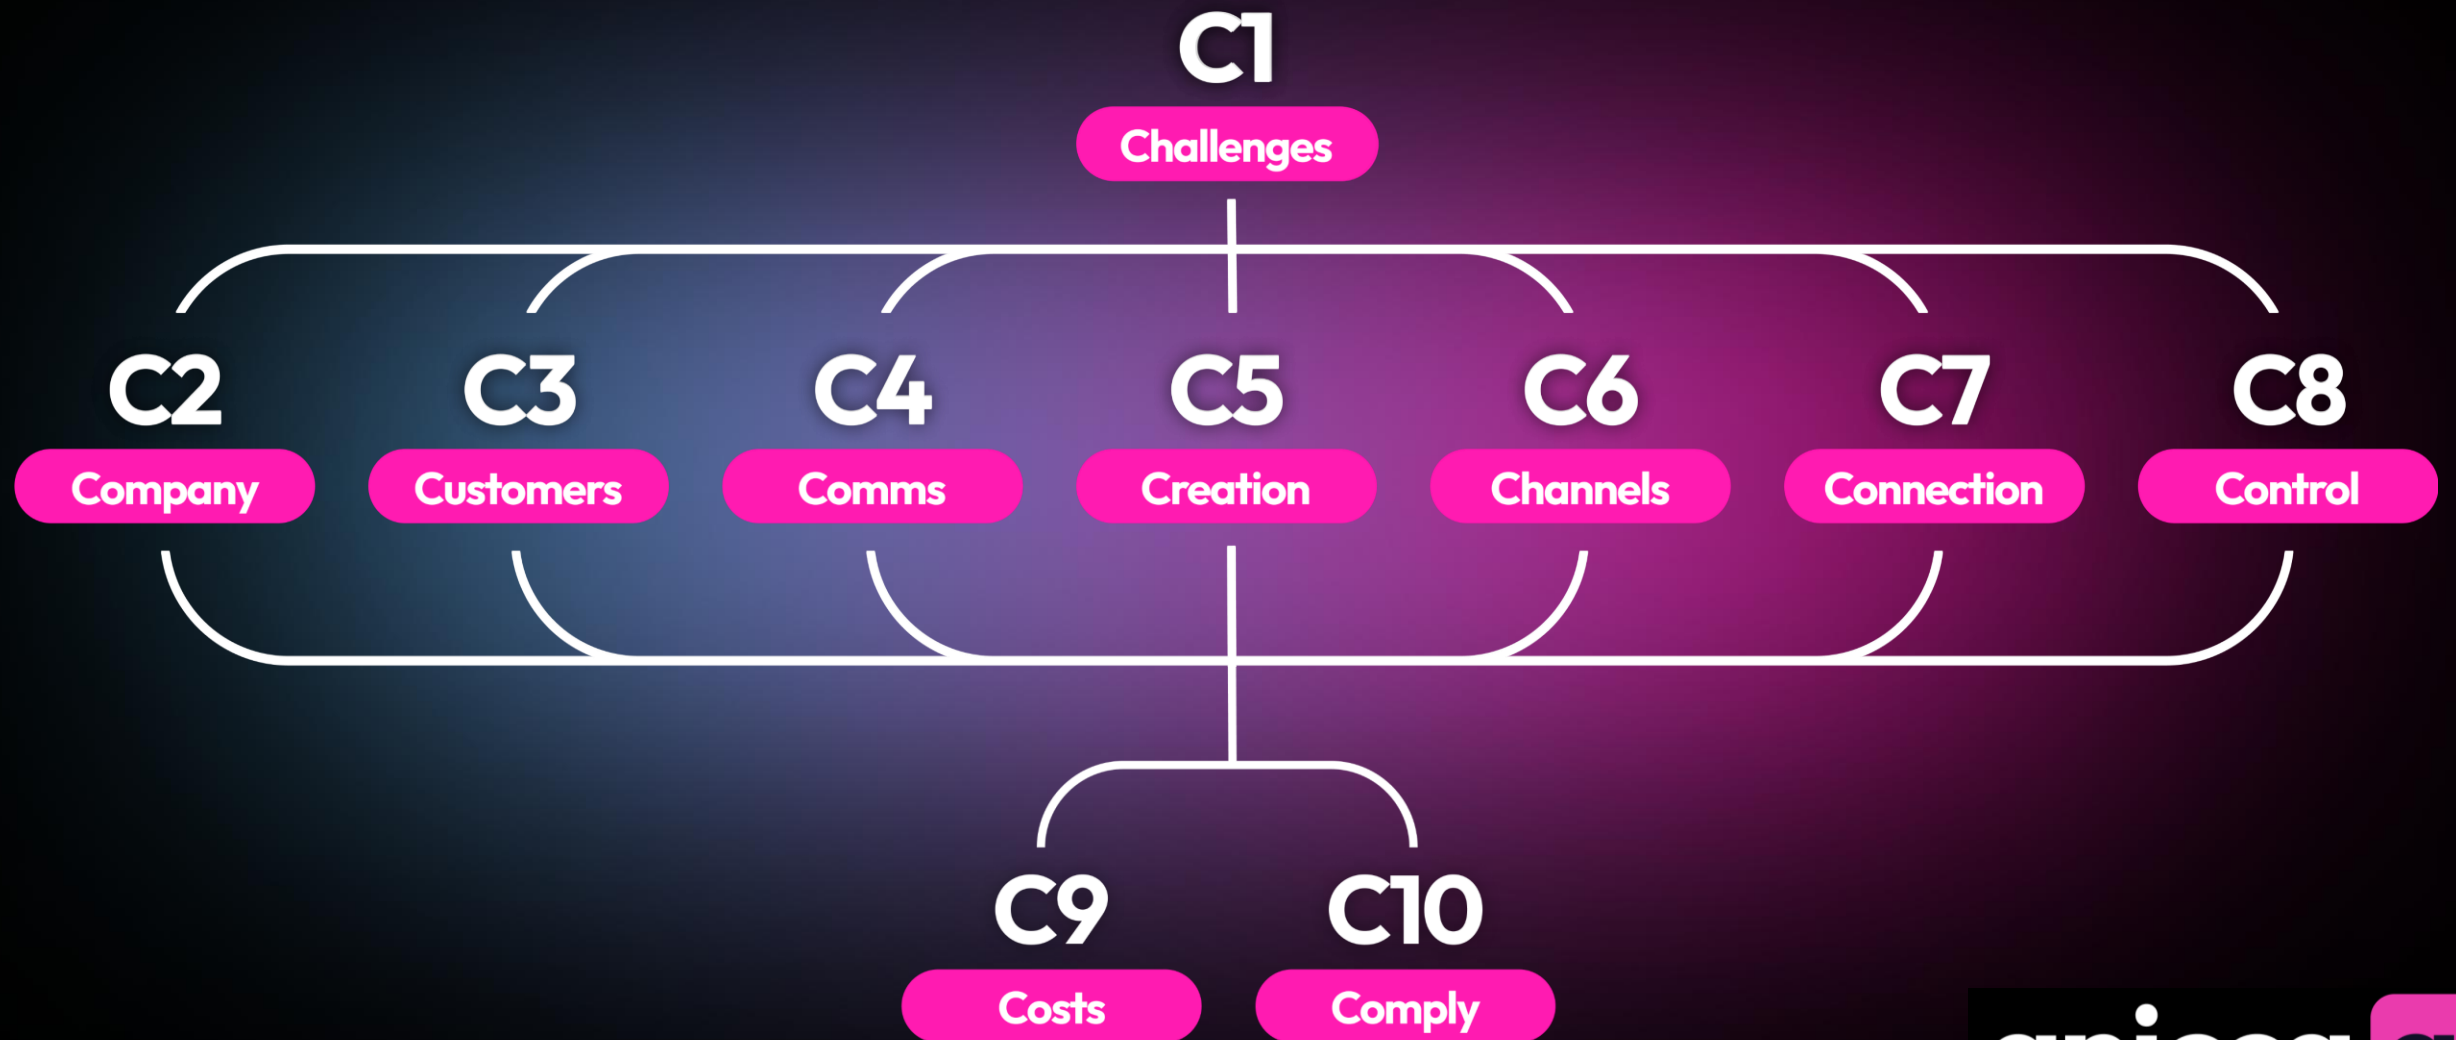 C1
Challenges
C2 C3 C4 C5 C6 C7 C8
Company Customers Comms Creation Channels Connection Control
C9 C10
Costs Comply